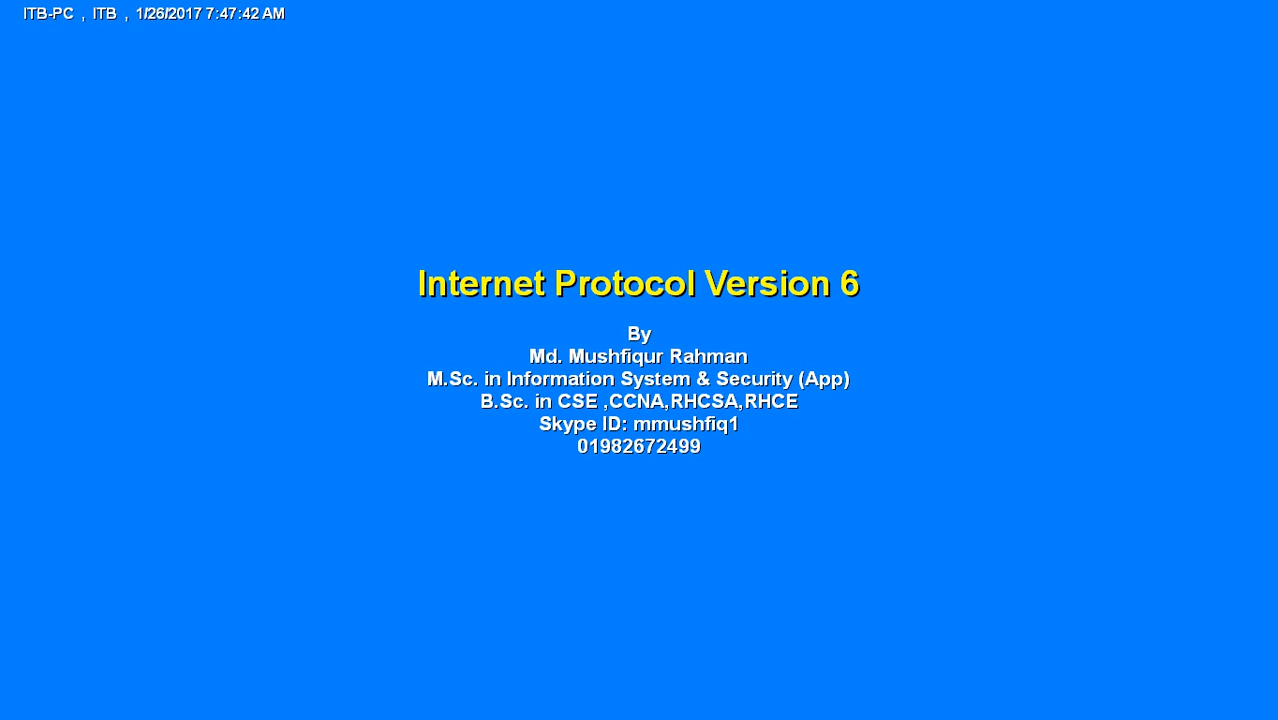 ITB-PC , ITB , 1/26/2017 7:47:42 AM
Internet Protocol Version 6
By
Md. Mushfiqur Rahman
M.Sc. in Information System & Security (App)
B.Sc. in CSE ,CCNA,RHCSA,RHCE
Skype ID: mmushfiq1
01982672499